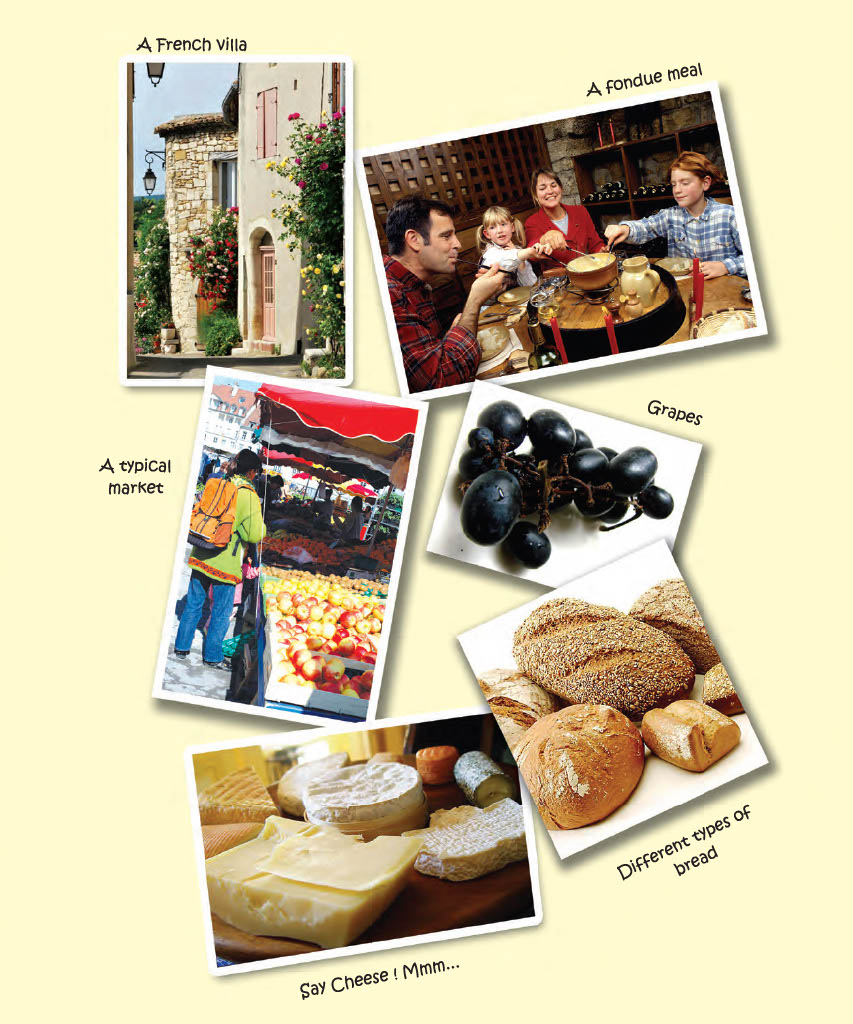 A French villa
A fondue meal
Grapes
A typical
market
Different types of
bread
Say Cheese ! Mmm...